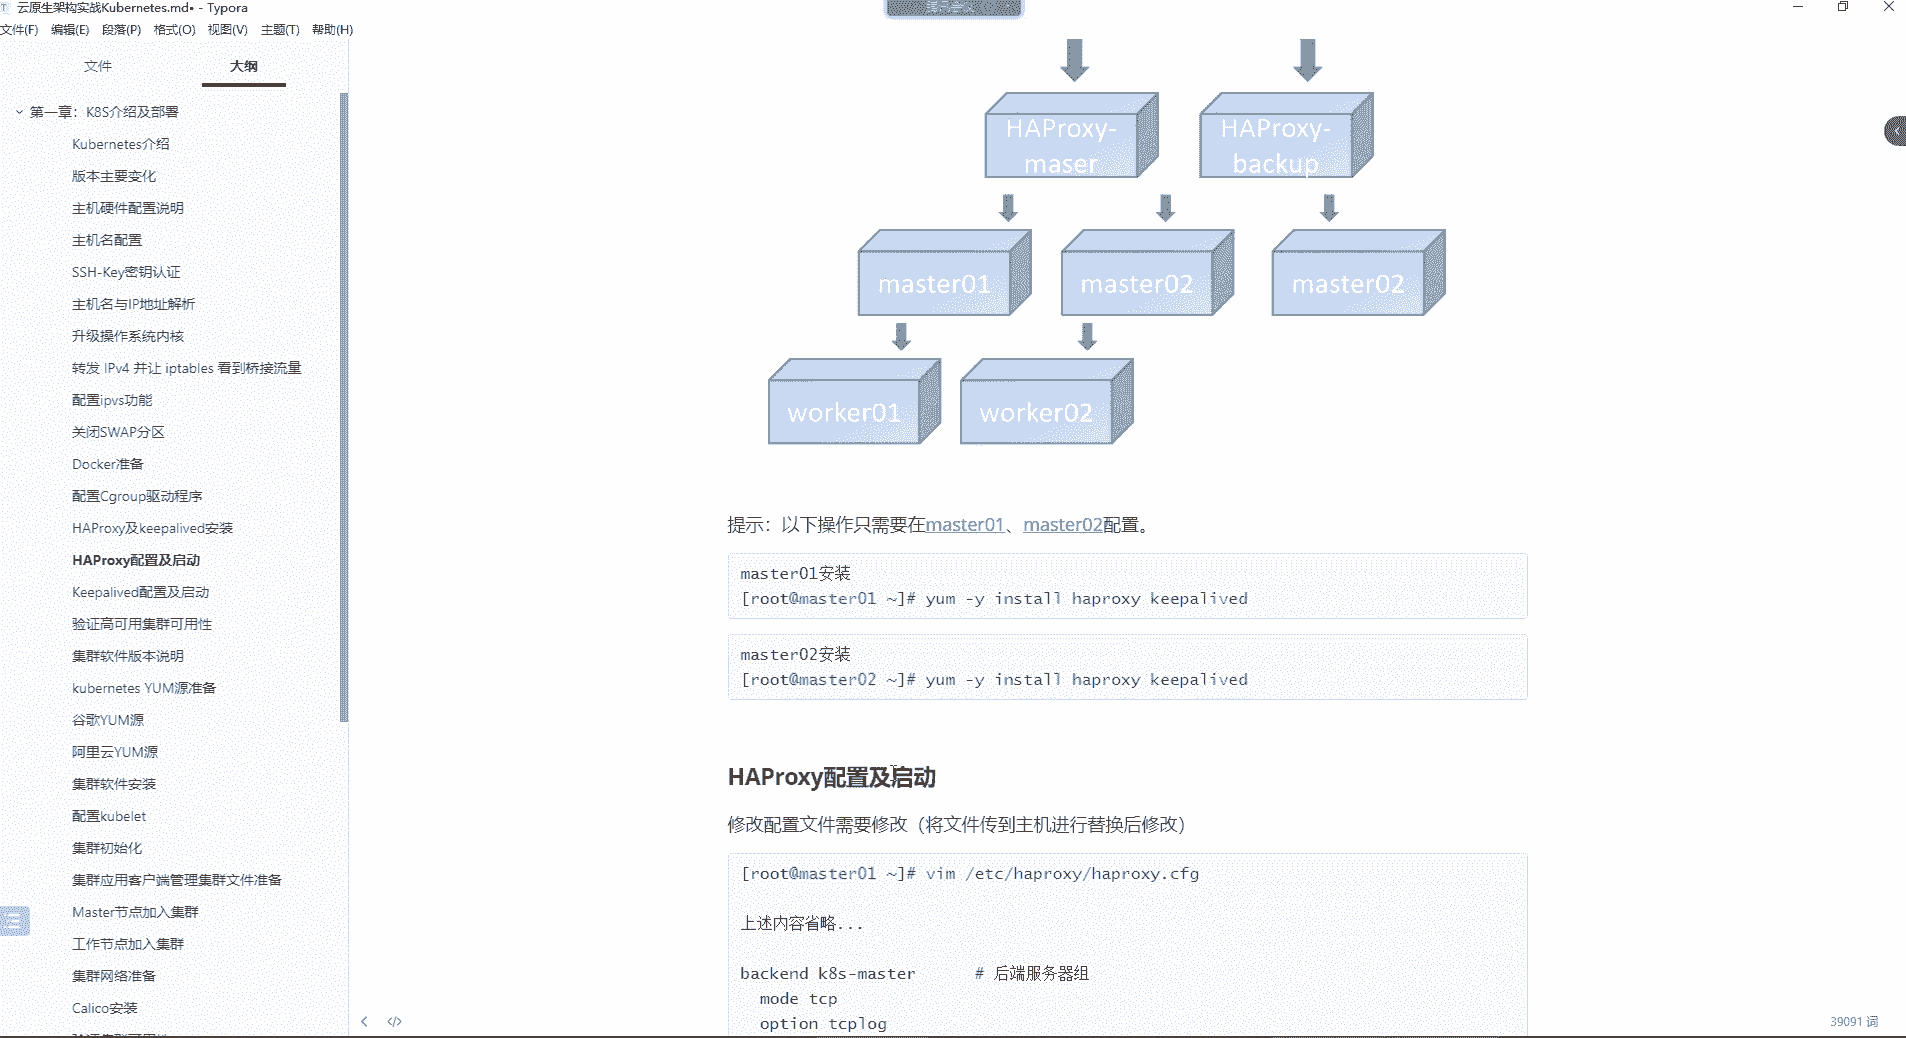 云原生架构实战Kubernetes.md• - Typora
文件(F) 编辑(E) 段落(P) 格式(O) 视图(V) 主题(T) 帮助(H)
文件 大纲
第一章：K8S介绍及部署
Kubernetes介绍
版本主要变化
主机硬件配置说明
主机名配置
SSH-Key密钥认证
主机名与IP地址解析
升级操作系统内核
转发 IPv4 并让 iptables 看到桥接流量
配置ipvs功能
关闭SWAP分区
Docker准备
配置Cgroup驱动程序
HAProxy及keepalived安装
HAProxy配置及启动
Keepalived配置及启动
验证高可用集群可用性
集群软件版本说明
kubernetes YUM源准备
谷歌YUM源
阿里云YUM源
集群软件安装
配置kubelet
集群初始化
集群应用客户端管理集群文件准备
Master节点加入集群
工作节点加入集群
集群网络准备
Calico安装
HAProxy-
maser
HAProxy-
backup
master01
master02
master02
worker01
worker02
提示：以下操作只需要在master01、master02配置。
master01安装
[root@master01 ~]# yum -y install haproxy keepalived
master02安装
[root@master02 ~]# yum -y install haproxy keepalived
HAProxy配置及启动
修改配置文件需要修改（将文件传到主机进行替换后修改）
[root@master01 ~]# vim /etc/haproxy/haproxy.cfg
上述内容省略...
backend k8s-master # 后端服务器组
mode tcp
option tcplog
39091 词